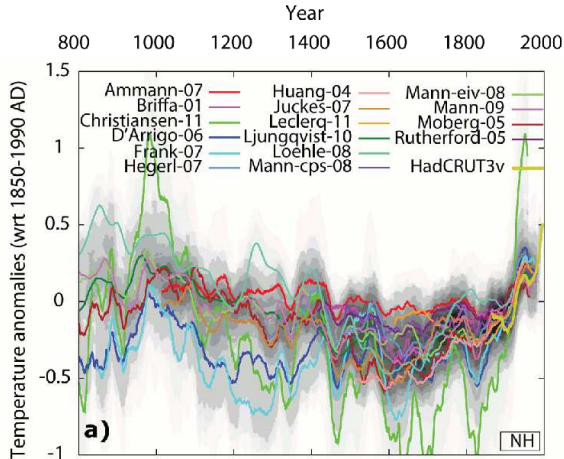 Year
800 1000 1200 1400 1600 1800 2000
Temperature anomalies (wrt 1850-1990 AD)
1.5
1
0.5
0
-0.5
-1
Ammann-07 Huang-04 Mann-eiv-08
Briffa-01 Juckes-07 Mann-09
Christiansen-11 Leclerq-11 Moberg-05
D'Arrigo-06 Ljungqvist-10 Rutherford-05
Frank-07 Loehle-08
Hegerl-07 Mann-cps-08 HadCRUT3v
a)
NH